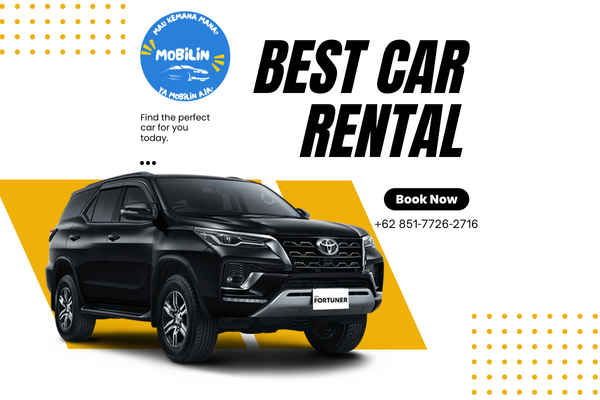 MAU KEMANA MANA?
MOBILIN
YA MOBILIN AJA.
BEST CAR
RENTAL
Find the perfect
car for you
today.
Book Now
+62 851-7726-2716
FORTUNER